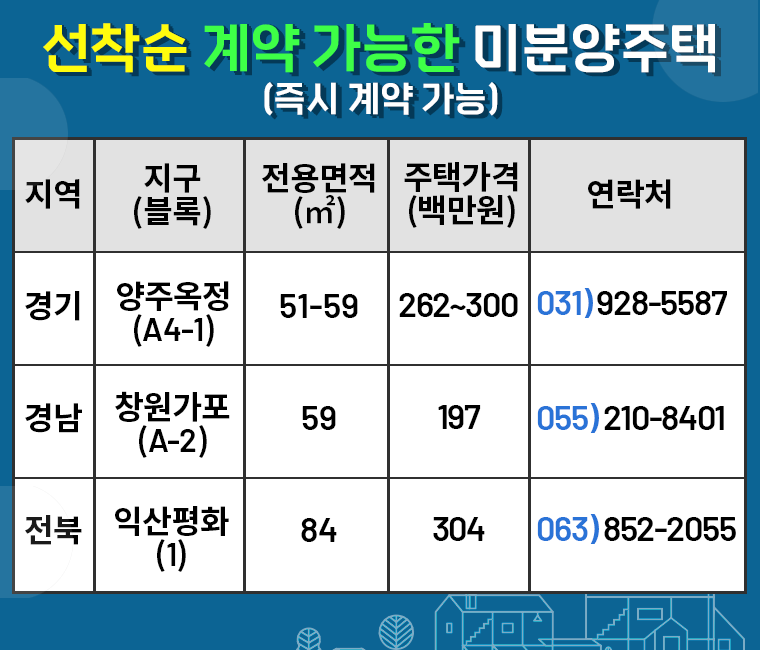 선착순 계약 가능한 미분양주택
(즉시 계약 가능)
지역
지구
(블록)
전용면적
(㎡)
주택가격
(백만원)
연락처
경기
양주옥정
(A4-1)
51-59
262~300
031)928-5587
경남
창원가포
(A-2)
59
197
055)210-8401
전북
익산평화
(1)
84
304
063)852-2055